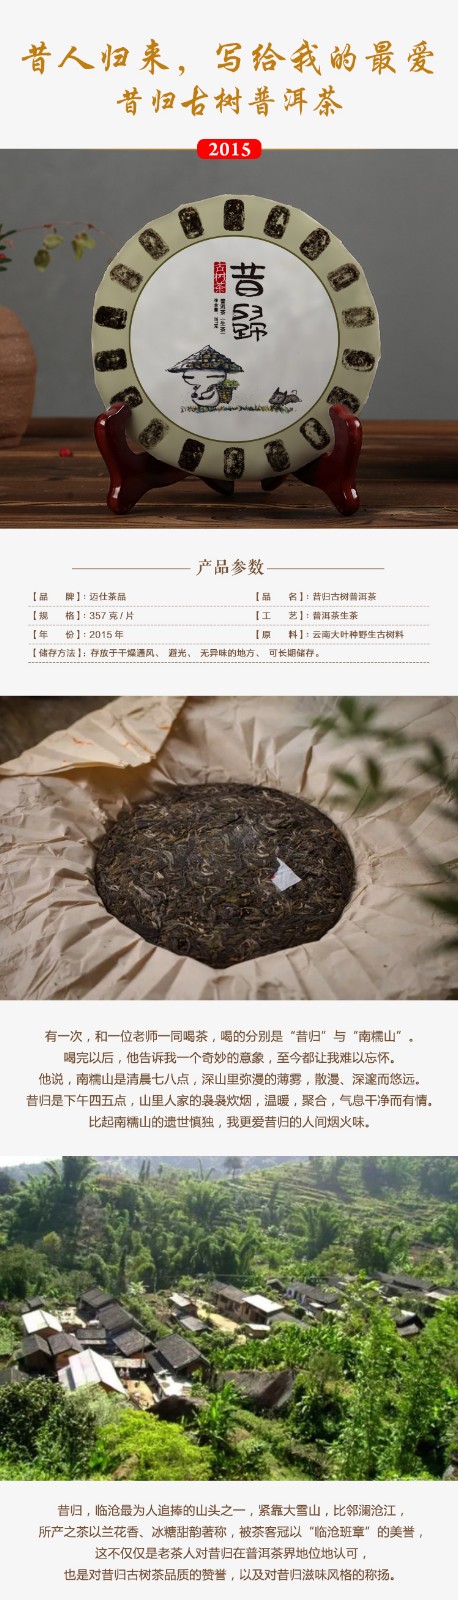 昔人归来，写给我的最爱
昔归古树普洱茶
2015
昔归
古树茶
普洱茶（生茶）
产品参数
【品　　牌】：迈仕茶品
【品　　名】：昔归古树普洱茶
【规　　格】：357克/片
【工　　艺】：普洱茶生茶
【年　　份】：2015年
【原　　料】：云南大叶种野生古树料
【储存方法】：存放于干燥通风、 避光、 无异味的地方、 可长期储存。
有一次，和一位老师一同喝茶，喝的分别是“昔归”与“南糯山”。
喝完以后，他告诉我一个奇妙的意象，至今都让我难以忘怀。
他说，南糯山是清晨七八点，深山里弥漫的薄雾，散漫、深邃而悠远。
昔归是下午四五点，山里人家的袅袅炊烟，温暖，聚合，气息干净而有情。
比起南糯山的遗世慎独，我更爱昔归的人间烟火味。
昔归，临沧最为人追捧的山头之一，紧靠大雪山，比邻澜沧江，
所产之茶以兰花香、冰糖甜韵著称，被茶客冠以“临沧班章”的美誉，
这不仅仅是老茶人对昔归在普洱茶界地位地认可，
也是对昔归古树茶品质的赞誉，以及对昔归滋味风格的称扬。